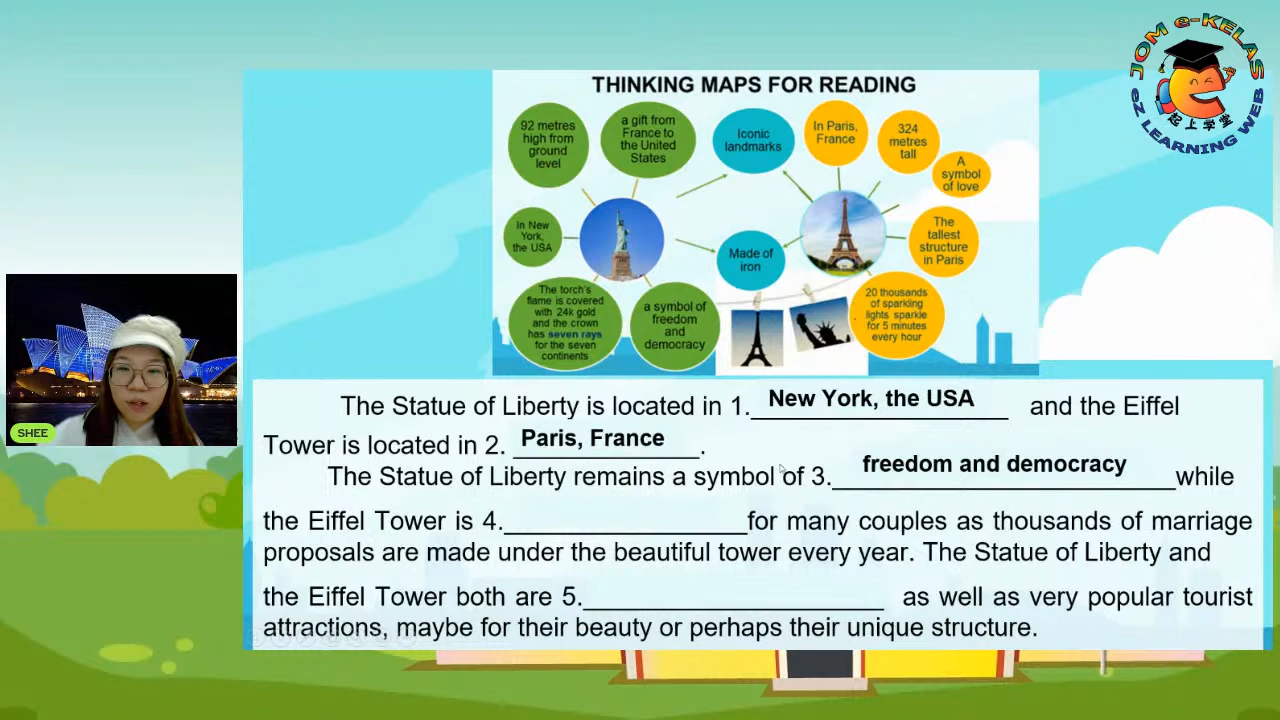 JOM e-KELAS
起上学堂
eZ LEARNING WEB
THINKING MAPS FOR READING
92 metres
high from
ground
level
a gift from
France to
the United
States
Iconic
landmarks
In Paris,
France
324
metres
tall
A
symbol
of love
In New
York,
the USA
Made of
iron
The
tallest
structure
in Paris
The torch's
flame is covered
with 24k gold
and the crown
has seven rays
for the seven
continents
a symbol of
freedom
and
democracy
20 thousands
of sparkling
lights sparkle
for 5 minutes
every hour
SHEE
The Statue of Liberty is located in 1. New York, the USA and the Eiffel
Tower is located in 2. Paris, France.
The Statue of Liberty remains a symbol of 3. freedom and democracy while
the Eiffel Tower is 4.________________for many couples as thousands of marriage
proposals are made under the beautiful tower every year. The Statue of Liberty and
the Eiffel Tower both are 5.____________________ as well as very popular tourist
attractions, maybe for their beauty or perhaps their unique structure.